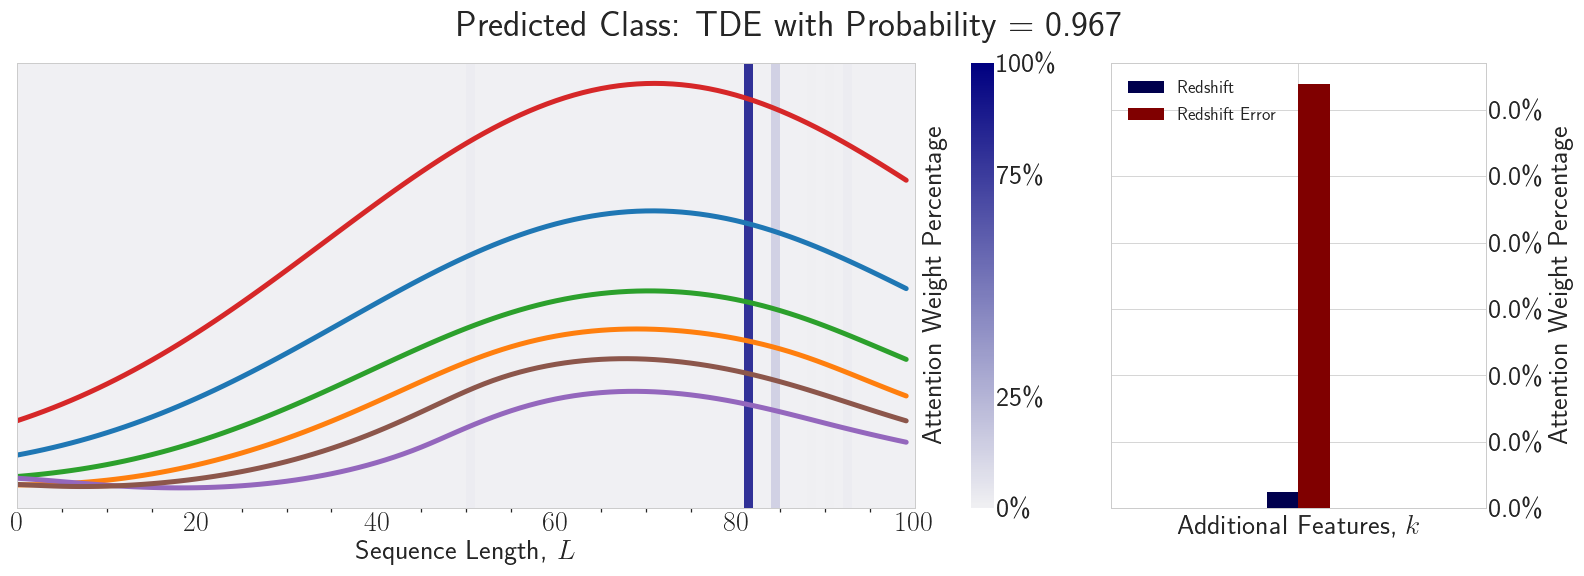 Predicted Class: TDE with Probability = 0.967
0
20
40
60
80
100
Sequence Length, L
Attention Weight Percentage
100%
75%
25%
0%
Redshift
Redshift Error
Additional Features, k
0.0%
0.0%
0.0%
0.0%
0.0%
0.0%
0.0%
Attention Weight Percentage